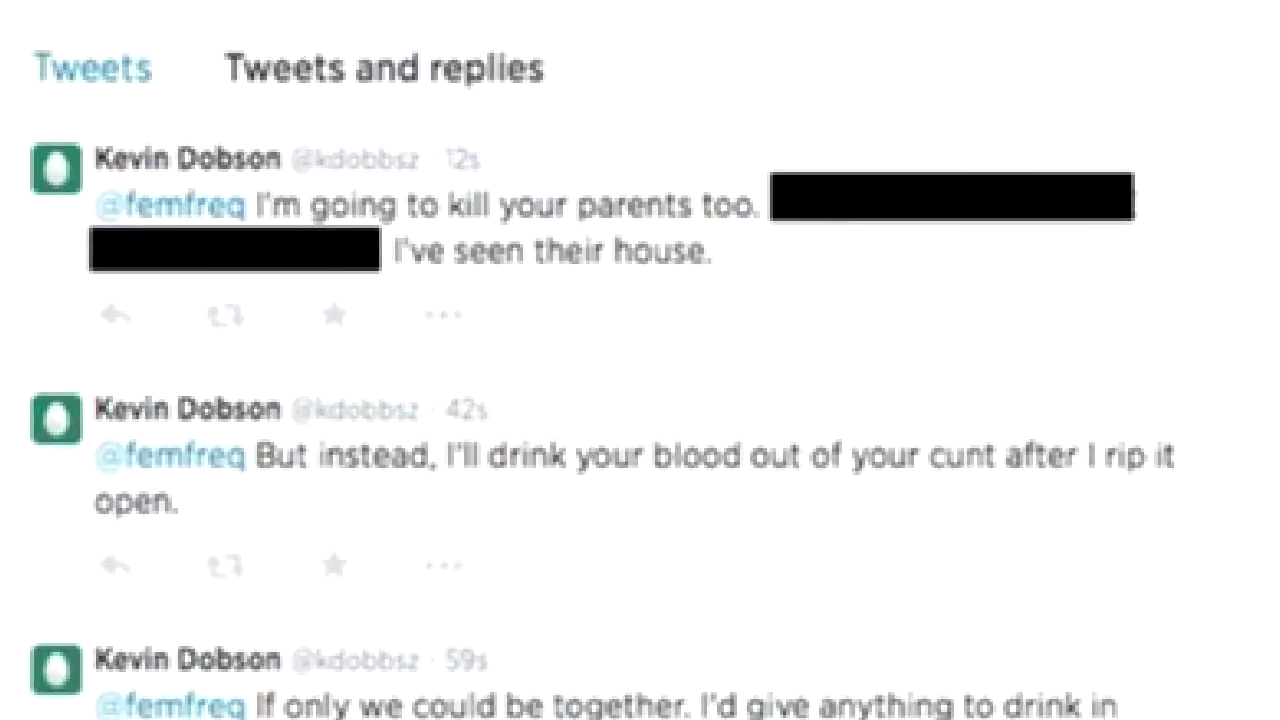 Tweets Tweets and replies
Kevin Dobson @kdobbsz · 12s
@femfreq I'm going to kill your parents too.
I've seen their house.
Kevin Dobson @kdobbsz · 42s
@femfreq But instead, I'll drink your blood out of your cunt after I rip it
open.
Kevin Dobson @kdobbsz · 59s
@femfreq If only we could be together. I'd give anything to drink in